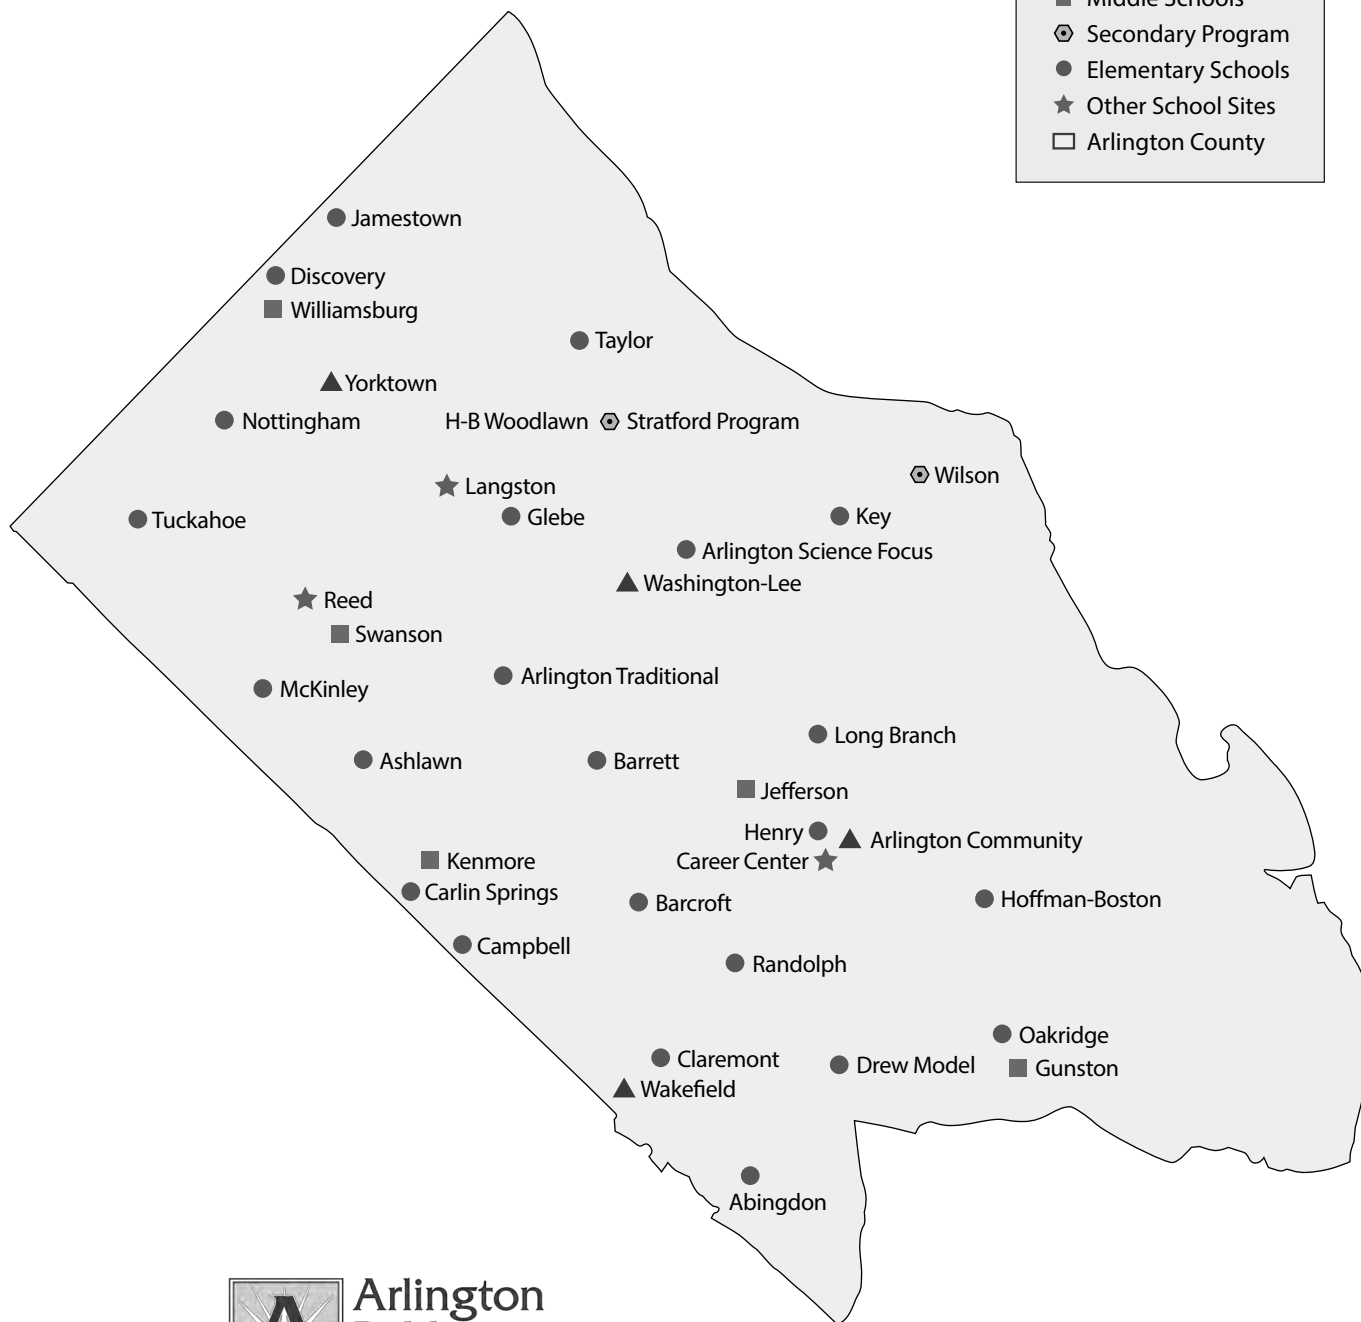 Middle Schools
Secondary Program
Elementary Schools
Other School Sites
Arlington County
Jamestown
Discovery
Williamsburg
Taylor
Yorktown
Nottingham
H-B Woodlawn Stratford Program
Wilson
Langston
Tuckahoe
Glebe
Key
Arlington Science Focus
Washington-Lee
Reed
Swanson
McKinley
Arlington Traditional
Long Branch
Ashlawn
Barrett
Jefferson
Henry
Arlington Community
Career Center
Kenmore
Carlin Springs
Barcroft
Hoffman-Boston
Campbell
Randolph
Oakridge
Claremont
Drew Model
Gunston
Wakefield
Abingdon
Arlington